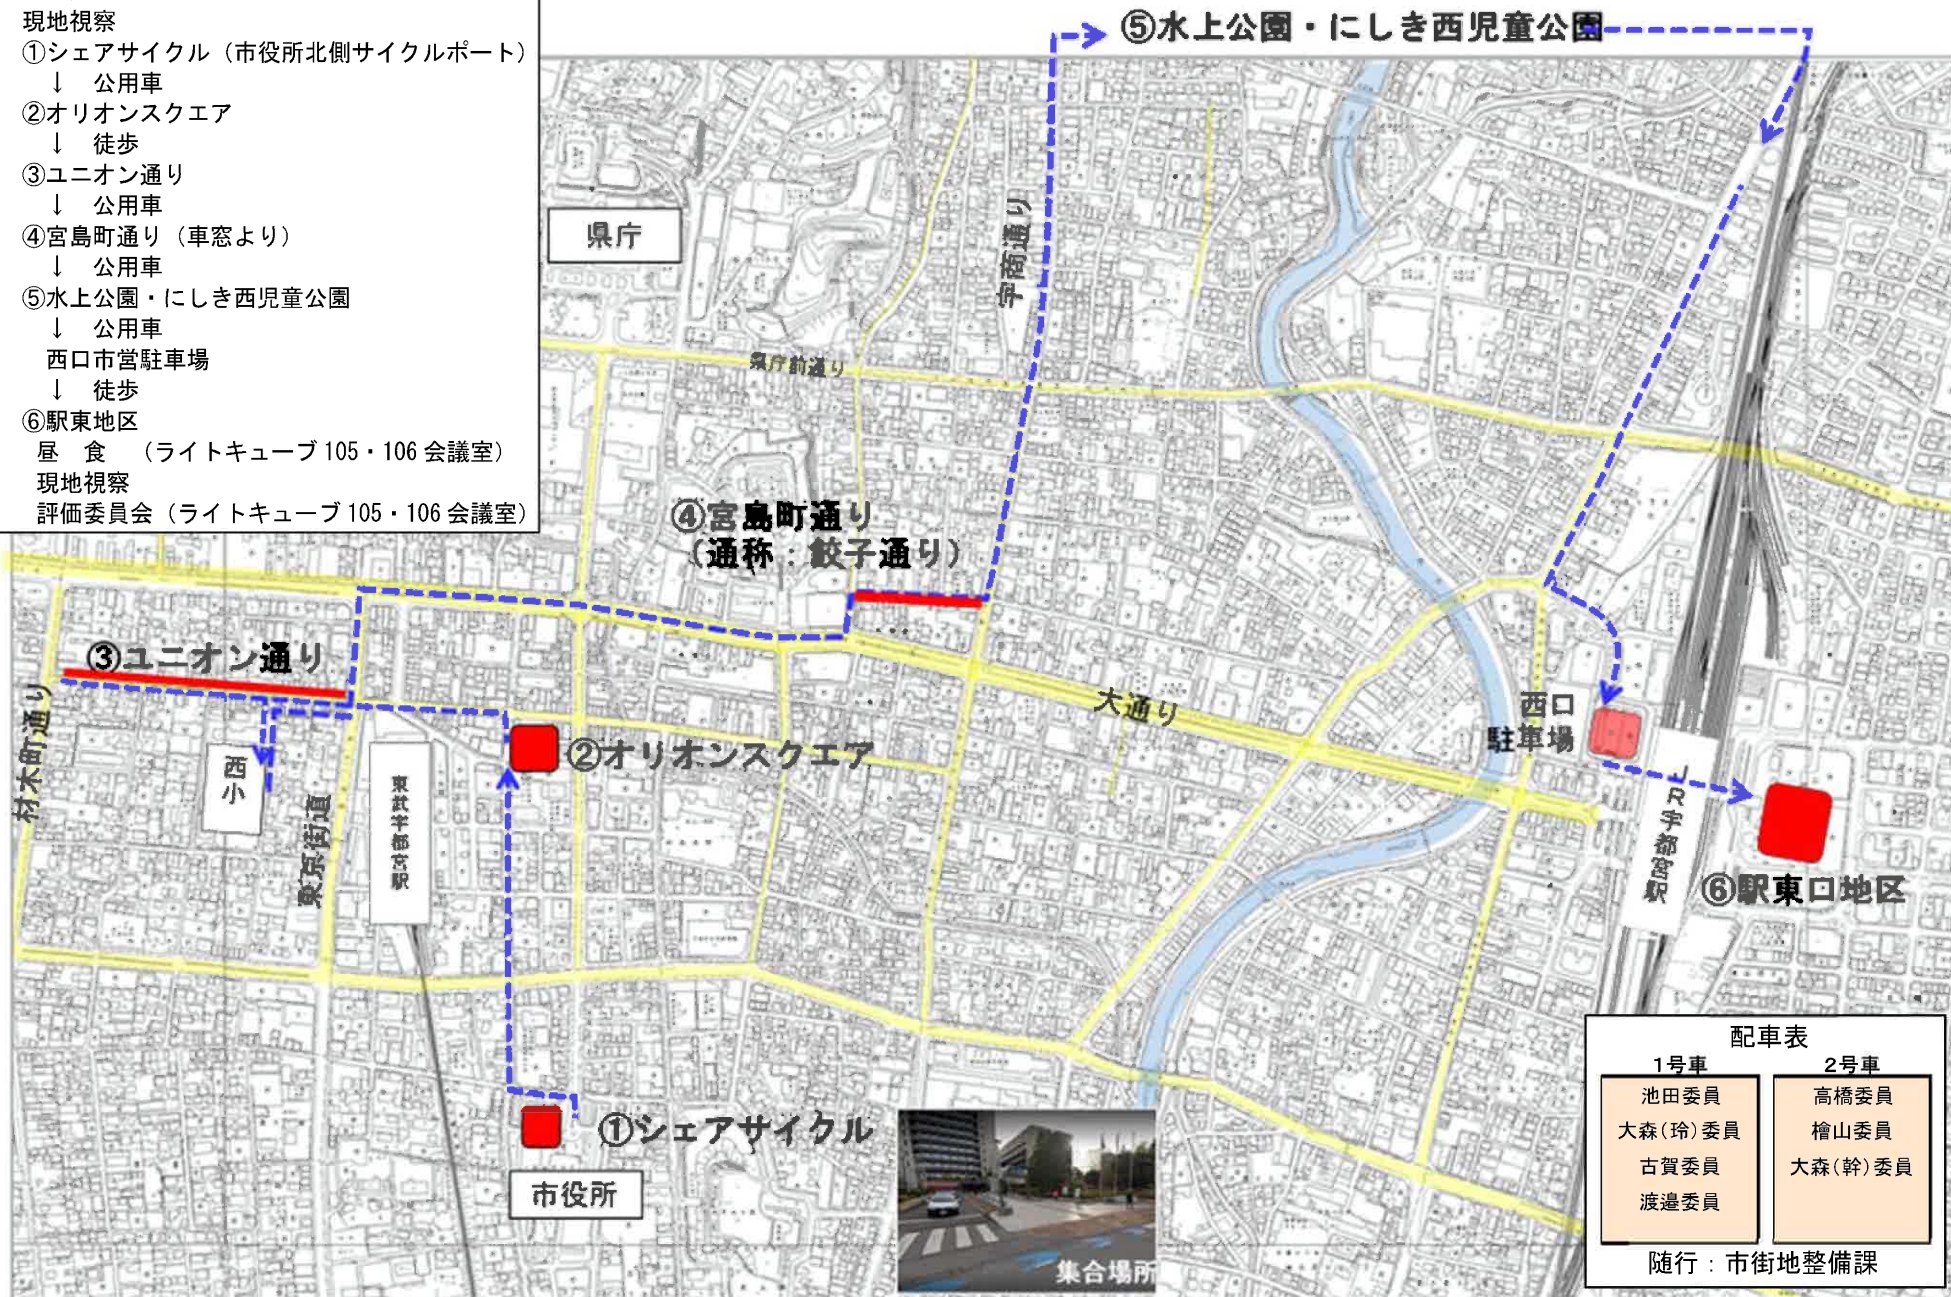 現地視察
①シェアサイクル（市役所北側サイクルポート）
↓　公用車
②オリオンスクエア
↓　徒歩
③ユニオン通り
↓　公用車
④宮島町通り（車窓より）
↓　公用車
⑤水上公園・にしき西児童公園
↓　公用車
西口市営駐車場
↓　徒歩
⑥駅東地区
昼　食　（ライトキューブ105・106会議室）
現地視察
評価委員会（ライトキューブ105・106会議室）
⑤水上公園・にしき西児童公園
県庁
宇商通り
県庁前通り
④宮島町通り
（通称：餃子通り）
③ユニオン通り
大通り
西口
駐車場
②オリオンスクエア
西小
材木町通り
東京街道
東武宇都宮駅
JR宇都宮駅
⑥駅東口地区
①シェアサイクル
市役所
集合場所
配車表
1号車
2号車
池田委員
高橋委員
大森(玲)委員
檜山委員
古賀委員
大森(幹)委員
渡邉委員
随行：市街地整備課